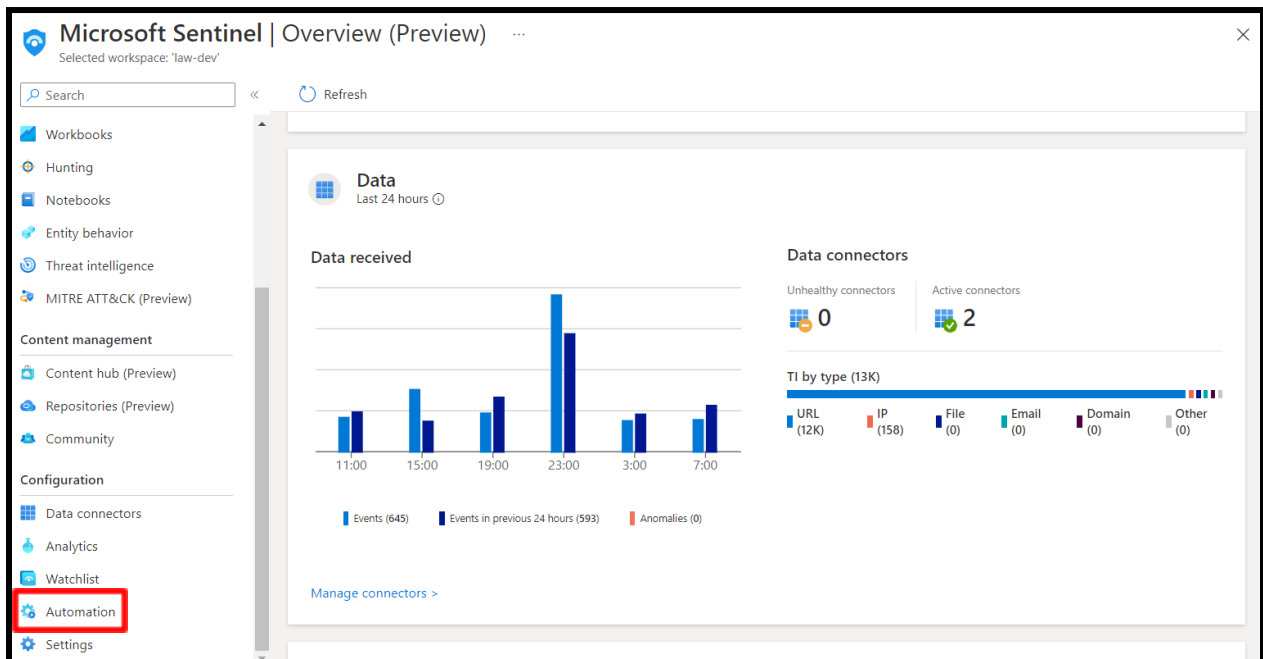 Microsoft Sentinel | Overview (Preview) ...
Selected workspace: 'law-dev'
Search
«
Refresh
Workbooks
Hunting
Notebooks
Entity behavior
Threat intelligence
MITRE ATT&CK (Preview)
Content management
Content hub (Preview)
Repositories (Preview)
Community
Configuration
Data connectors
Analytics
Watchlist
Automation
Settings
Data
Last 24 hours
Data received
11:00 15:00 19:00 23:00 3:00 7:00
Events (645) Events in previous 24 hours (593) Anomalies (0)
Manage connectors >
Data connectors
Unhealthy connectors Active connectors
0 2
TI by type (13K)
URL IP File Email Domain Other
(12K) (158) (0) (0) (0) (0)